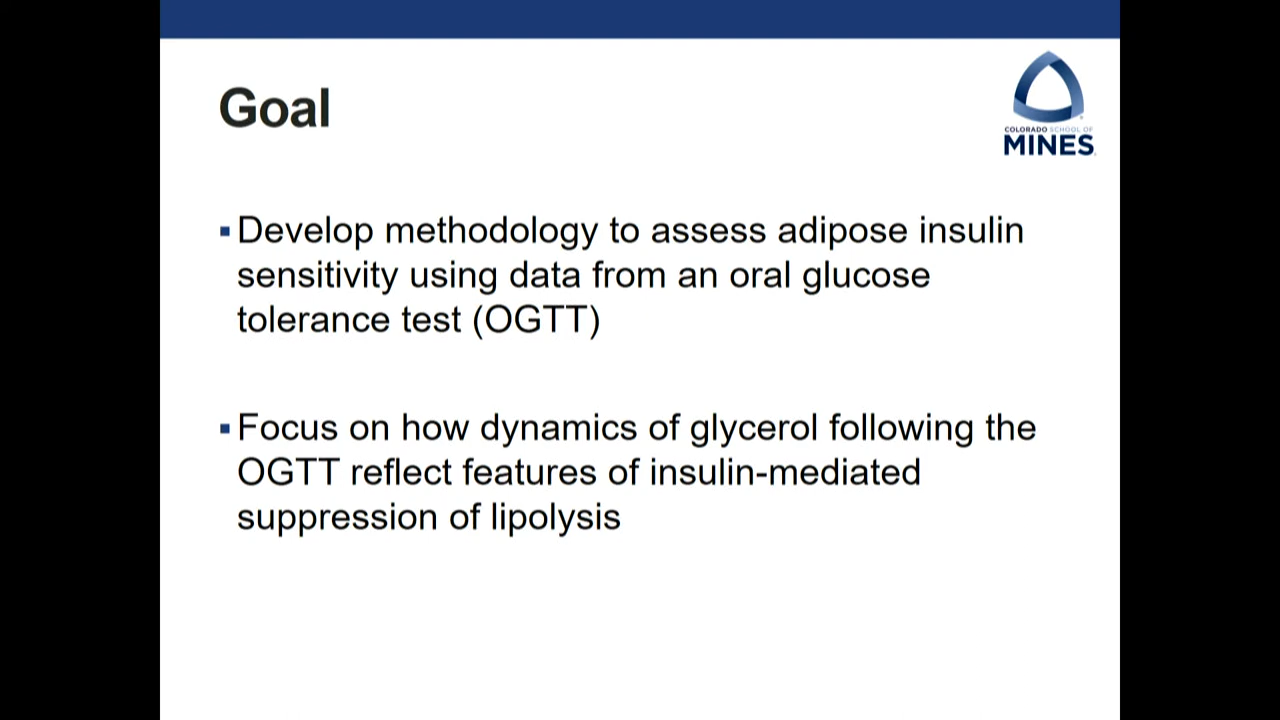 Goal
COLORADO SCHOOL OF
MINES
▪Develop methodology to assess adipose insulin
sensitivity using data from an oral glucose
tolerance test (OGTT)
▪Focus on how dynamics of glycerol following the
OGTT reflect features of insulin-mediated
suppression of lipolysis